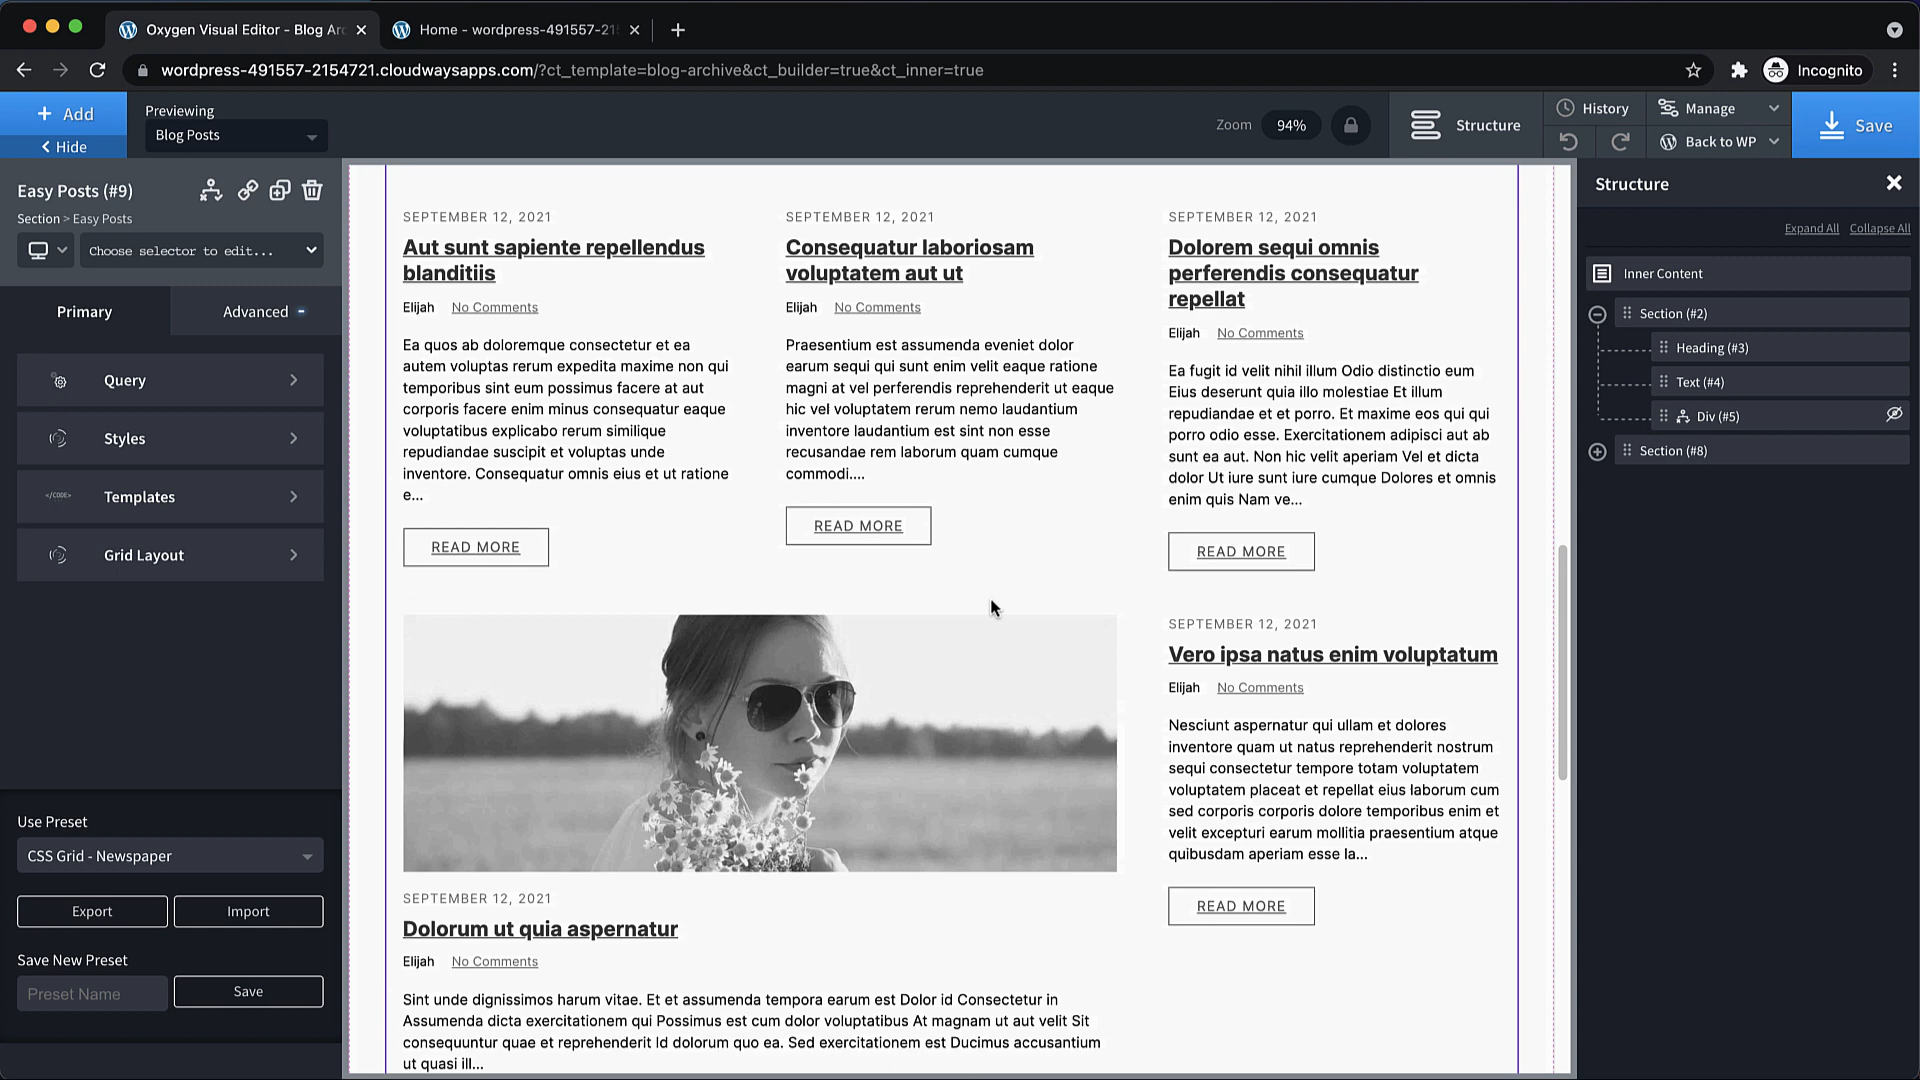 Oxygen Visual Editor - Blog Arc
Home - wordpress-491557-215
wordpress-491557-2154721.cloudwaysapps.com/?ct_template=blog-archive&ct_builder=true&ct_inner=true
Incognito
Add
Hide
Previewing
Blog Posts
Zoom
94%
Structure
History
Manage
Back to WP
Save
Easy Posts (#9)
Section > Easy Posts
Choose selector to edit...
Primary
Advanced
Query
Styles
</CODE>
Templates
Grid Layout
Use Preset
CSS Grid - Newspaper
Export
Import
Save New Preset
Preset Name
Save
SEPTEMBER 12, 2021
Aut sunt sapiente repellendus
blanditiis
Elijah No Comments
Ea quos ab doloremque consectetur et ea
autem voluptas rerum expedita maxime non qui
temporibus sint eum possimus facere at aut
corporis facere enim minus consequatur eaque
voluptatibus explicabo rerum similique
repudiandae suscipit et voluptas unde
inventore. Consequatur omnis eius et ut ratione
e...
READ MORE
SEPTEMBER 12, 2021
Consequatur laboriosam
voluptatem aut ut
Elijah No Comments
Praesentium est assumenda eveniet dolor
earum sequi qui sunt enim velit eaque ratione
magni at vel perferendis reprehenderit ut eaque
hic vel voluptatem rerum nemo laudantium
inventore laudantium est sint non esse
recusandae rem laborum quam cumque
commodi....
READ MORE
SEPTEMBER 12, 2021
Dolorem sequi omnis
perferendis consequatur
repellat
Elijah No Comments
Ea fugit id velit nihil illum Odio distinctio eum
Eius deserunt quia illo molestiae Et illum
repudiandae et et porro. Et maxime eos qui qui
porro odio esse. Exercitationem adipisci aut ab
sunt ea aut. Non hic velit aperiam Vel et dicta
dolor Ut iure sunt iure cumque Dolores et omnis
enim quis Nam ve...
READ MORE
SEPTEMBER 12, 2021
Dolorum ut quia aspernatur
Elijah No Comments
Sint unde dignissimos harum vitae. Et et assumenda tempora earum est Dolor id Consectetur in
Assumenda dicta exercitationem qui Possimus est cum dolor voluptatibus At magnam ut aut velit Sit
consequuntur quae et reprehenderit Id dolorum quo ea. Sed exercitationem est Ducimus accusantium
ut quasi ill...
SEPTEMBER 12, 2021
Vero ipsa natus enim voluptatum
Elijah No Comments
Nesciunt aspernatur qui ullam et dolores
inventore quam ut natus reprehenderit nostrum
sequi consectetur tempore totam voluptatem
voluptatem placeat et repellat eius laborum cum
sed corporis corporis dolore temporibus enim et
velit excepturi earum mollitia praesentium atque
quibusdam aperiam esse la...
READ MORE
Structure
Expand All Collapse All
Inner Content
Section (#2)
Heading (#3)
Text (#4)
Div (#5)
Section (#8)